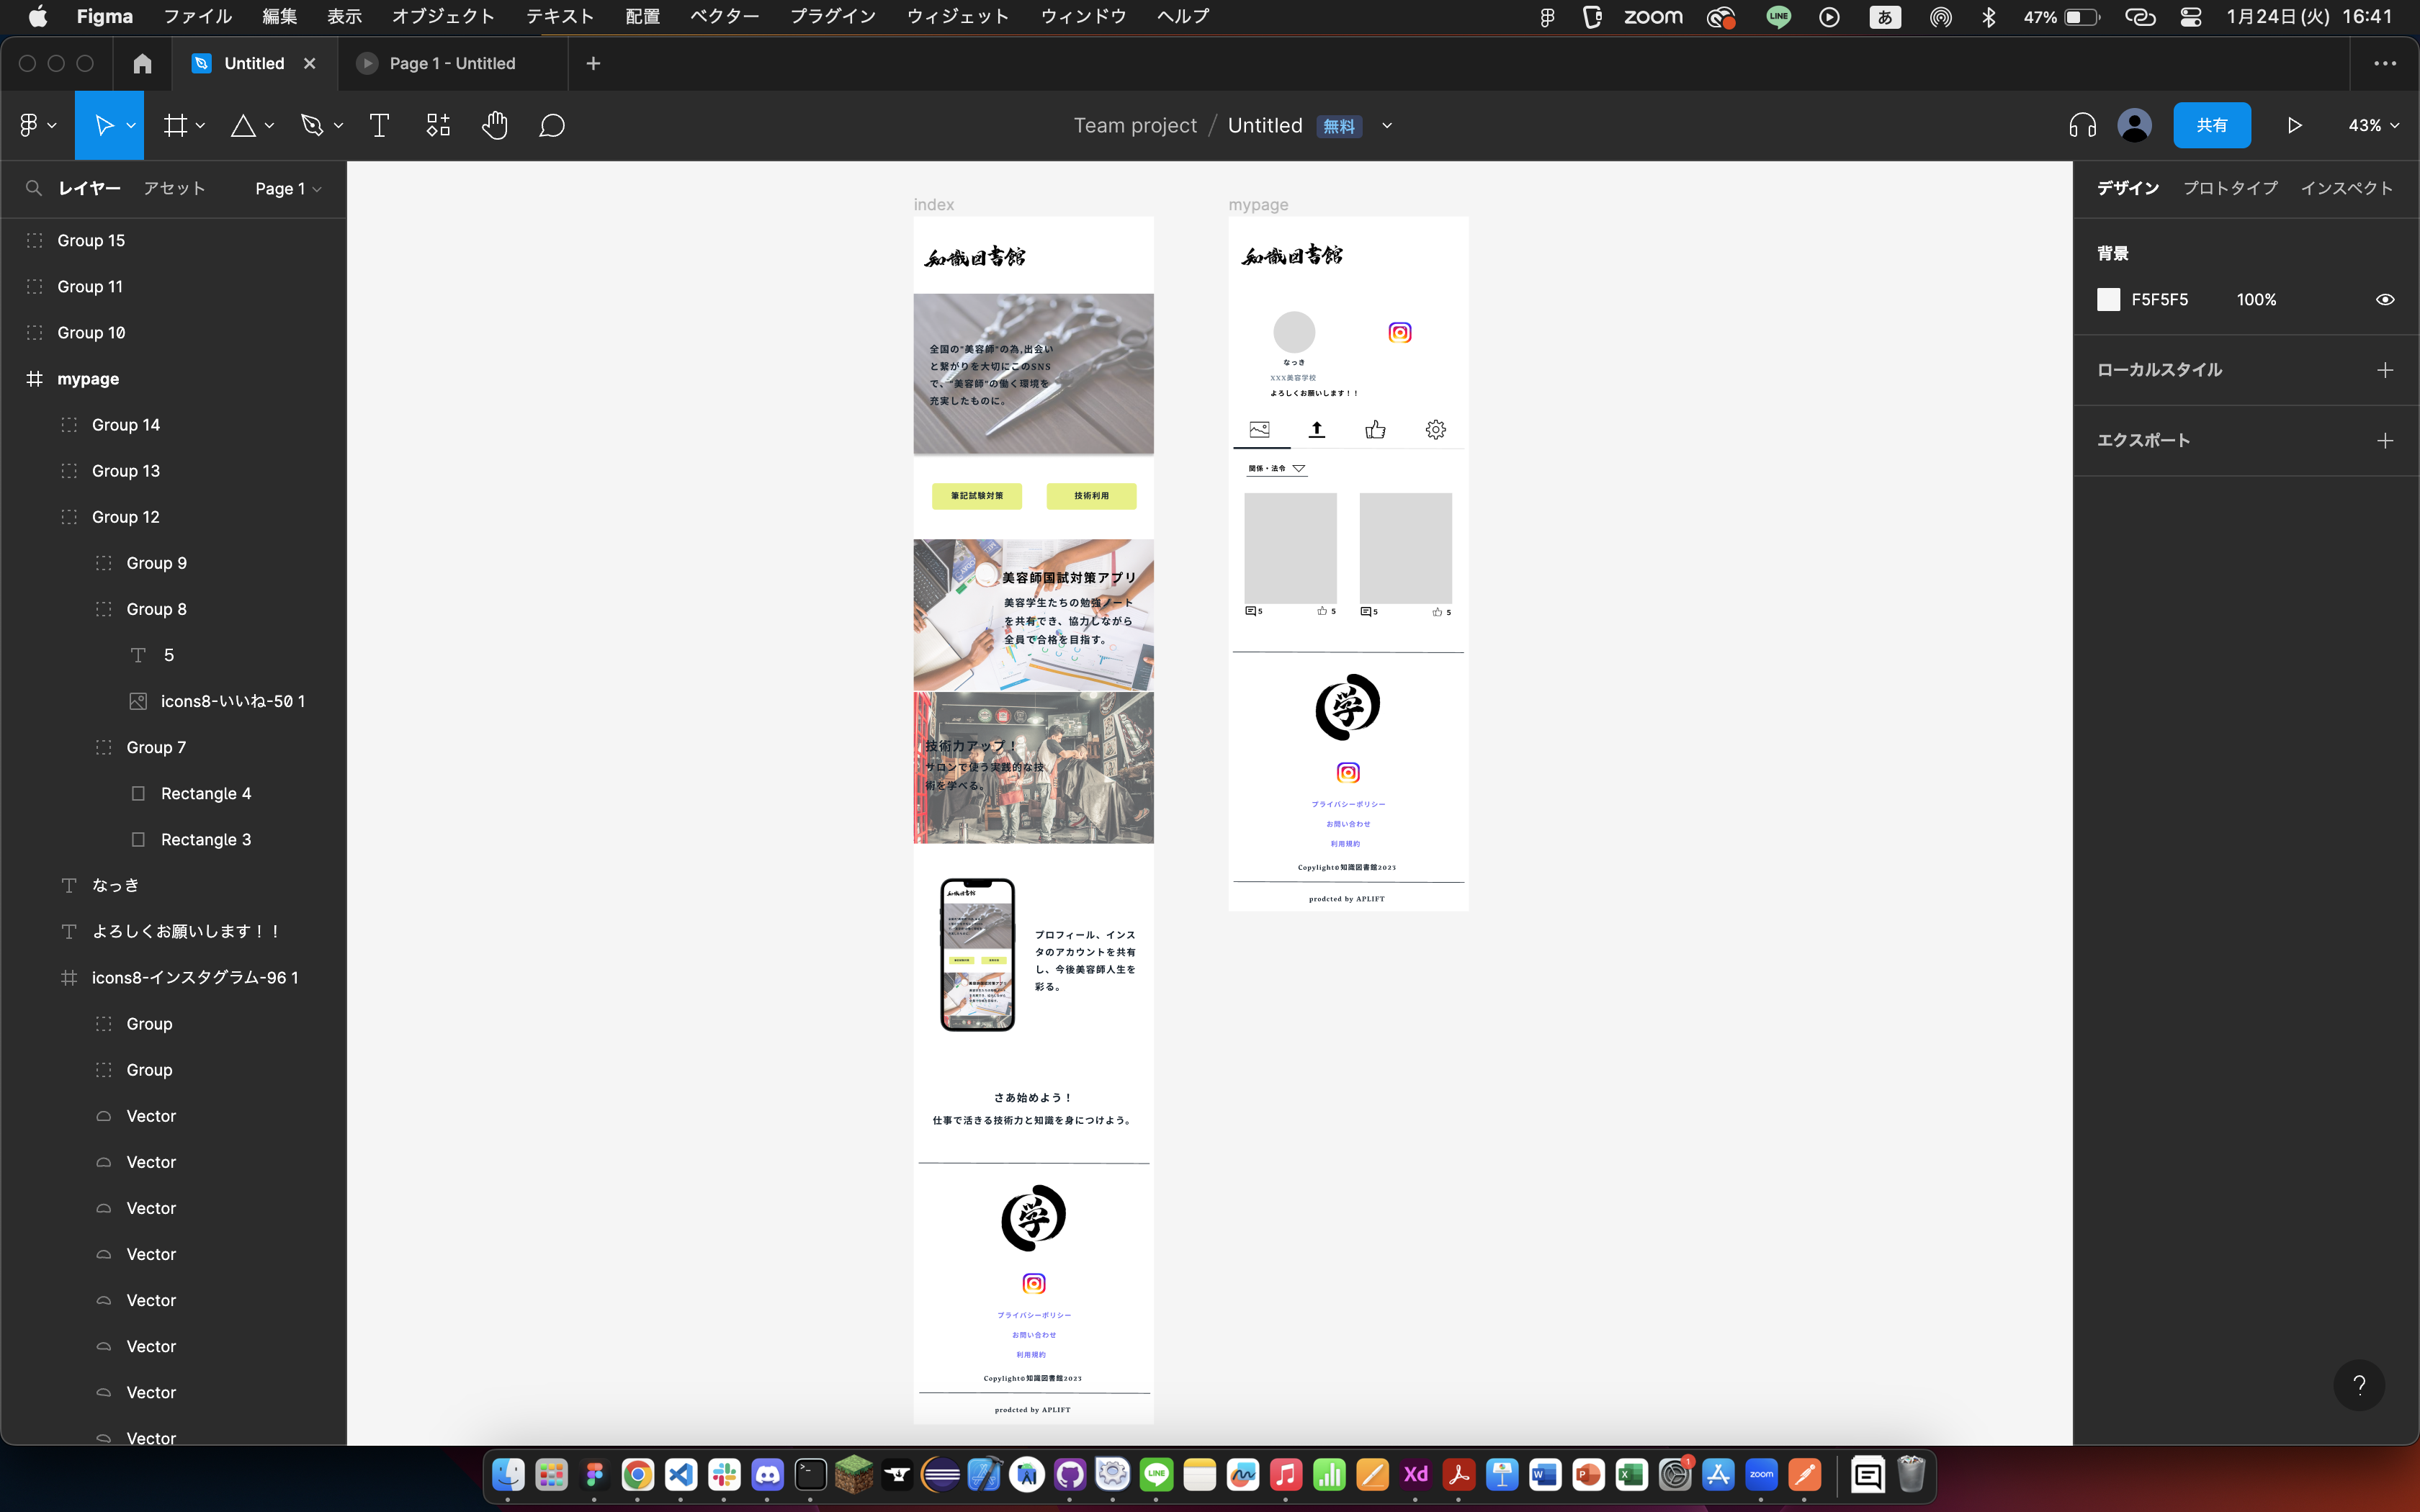 Figma ファイル 編集 表示 オブジェクト テキスト 配置 ベクター プラグイン ウィジェット ウィンドウ ヘルプ zoom LINE あ 47% 1月24日(火) 16:41
Untitled
Page 1 - Untitled
Team project / Untitled 無料
共有
43%
レイヤー アセット Page 1
Group 15
Group 11
Group 10
mypage
Group 14
Group 13
Group 12
Group 9
Group 8
5
icons8-いいね-50 1
Group 7
Rectangle 4
Rectangle 3
なっき
よろしくお願いします！！
icons8-インスタグラム-96 1
Group
Group
Vector
Vector
Vector
Vector
Vector
Vector
Vector
Vector
index
知識図書館
全国の"美容師"の為,出会い
と繋がりを大切にこのSNS
で、"美容師"の働く環境を
充実したものに。
筆記試験対策
技術利用
美容師国試対策アプリ
美容学生たちの勉強ノート
を共有でき、協力しながら
全員で合格を目指す。
技術力アップ！
サロンで使う実践的な技
術を学べる。
プロフィール、インス
タのアカウントを共有
し、今後美容師人生を
彩る。
さあ始めよう！
仕事で活きる技術力と知識を身につけよう。
学
プライバシーポリシー
お問い合わせ
利用規約
Copylight©知識図書館2023
prodcted by APLIFT
mypage
知識図書館
なっき
XXX美容学校
よろしくお願いします！！
関係・法令
5
5
5
5
学
プライバシーポリシー
お問い合わせ
利用規約
Copylight©知識図書館2023
prodcted by APLIFT
デザイン プロトタイプ インスペクト
背景
F5F5F5 100%
ローカルスタイル
エクスポート
?
LINE
Xd
1
zoom